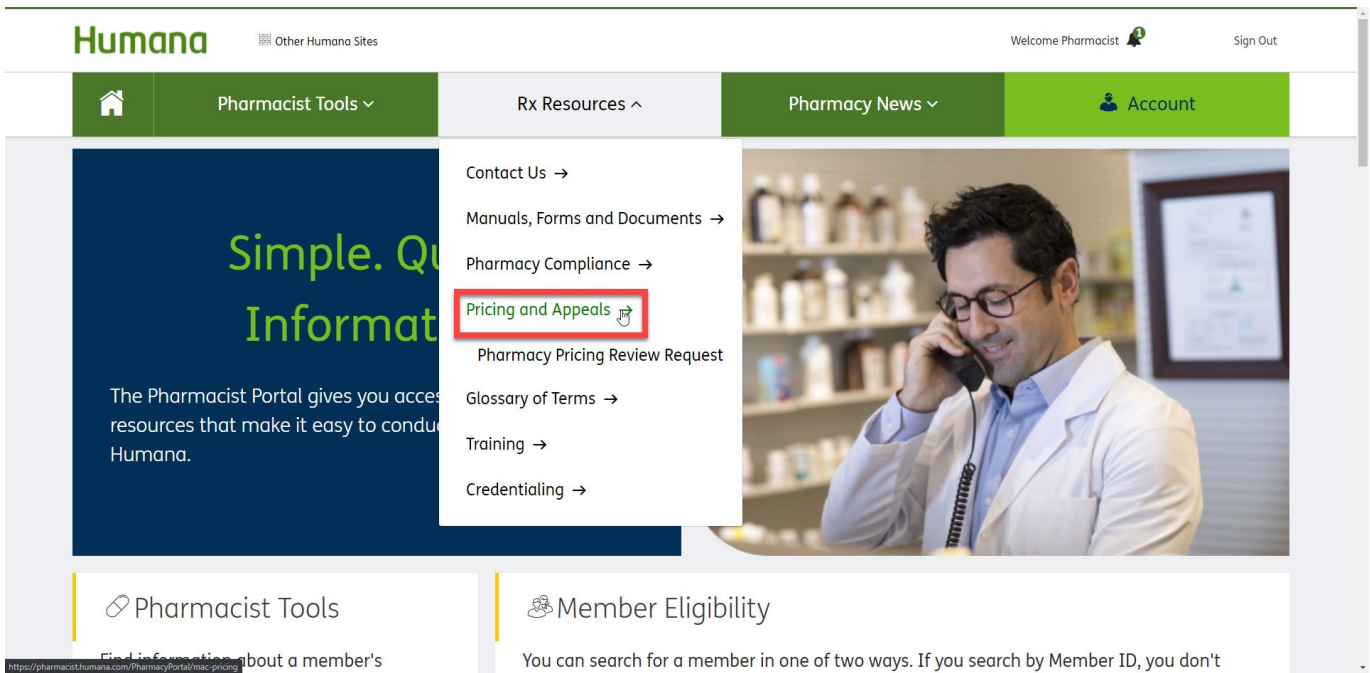 Humana
Other Humana Sites
Welcome Pharmacist
1
Sign Out
Pharmacist Tools
Rx Resources
Pharmacy News
Account
Contact Us →
Manuals, Forms and Documents →
Pharmacy Compliance →
Pricing and Appeals →
Pharmacy Pricing Review Request
Glossary of Terms →
Training →
Credentialing →
Simple.
Informat
The Pharmacist Portal gives you acces
resources that make it easy to condu
Humana.
Pharmacist Tools
Find information about a member's
Member Eligibility
You can search for a member in one of two ways. If you search by Member ID, you don't
https://pharmacist.humana.com/PharmacyPortal/mac-pricing